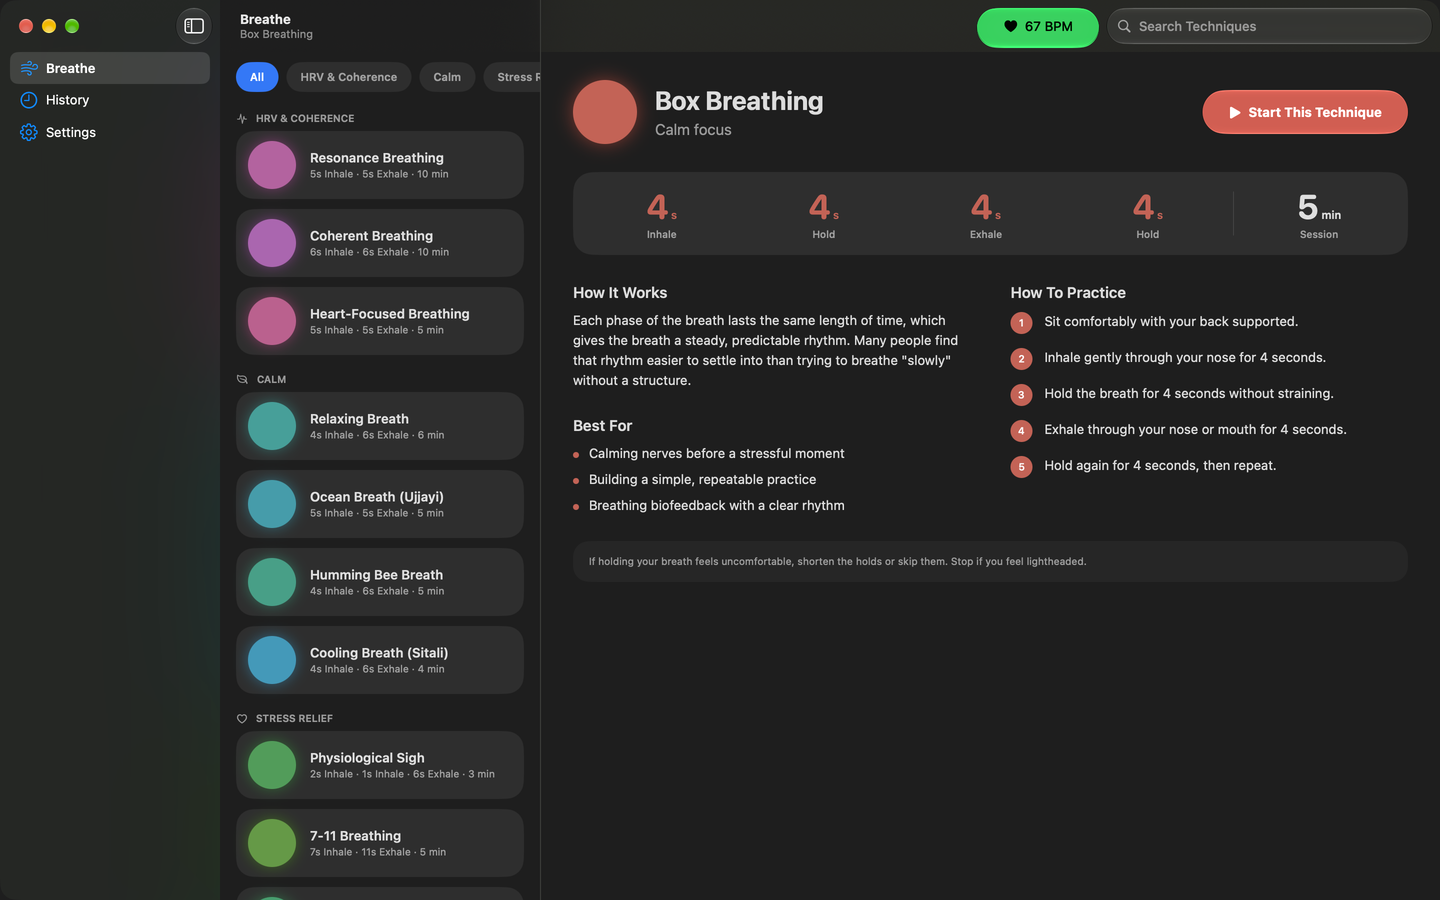 Breathe
History
Settings
Breathe
Box Breathing
All
HRV & Coherence
Calm
Stress R
HRV & COHERENCE
Resonance Breathing
5s Inhale · 5s Exhale · 10 min
Coherent Breathing
6s Inhale · 6s Exhale · 10 min
Heart-Focused Breathing
5s Inhale · 5s Exhale · 5 min
CALM
Relaxing Breath
4s Inhale · 6s Exhale · 6 min
Ocean Breath (Ujjayi)
5s Inhale · 5s Exhale · 5 min
Humming Bee Breath
4s Inhale · 6s Exhale · 5 min
Cooling Breath (Sitali)
4s Inhale · 6s Exhale · 4 min
STRESS RELIEF
Physiological Sigh
2s Inhale · 1s Inhale · 6s Exhale · 3 min
7-11 Breathing
7s Inhale · 11s Exhale · 5 min
67 BPM
Search Techniques
Box Breathing
Calm focus
Start This Technique
4 s
Inhale
4 s
Hold
4 s
Exhale
4 s
Hold
5 min
Session
How It Works
Each phase of the breath lasts the same length of time, which
gives the breath a steady, predictable rhythm. Many people find
that rhythm easier to settle into than trying to breathe "slowly"
without a structure.
Best For
Calming nerves before a stressful moment
Building a simple, repeatable practice
Breathing biofeedback with a clear rhythm
How To Practice
1 Sit comfortably with your back supported.
2 Inhale gently through your nose for 4 seconds.
3 Hold the breath for 4 seconds without straining.
4 Exhale through your nose or mouth for 4 seconds.
5 Hold again for 4 seconds, then repeat.
If holding your breath feels uncomfortable, shorten the holds or skip them. Stop if you feel lightheaded.